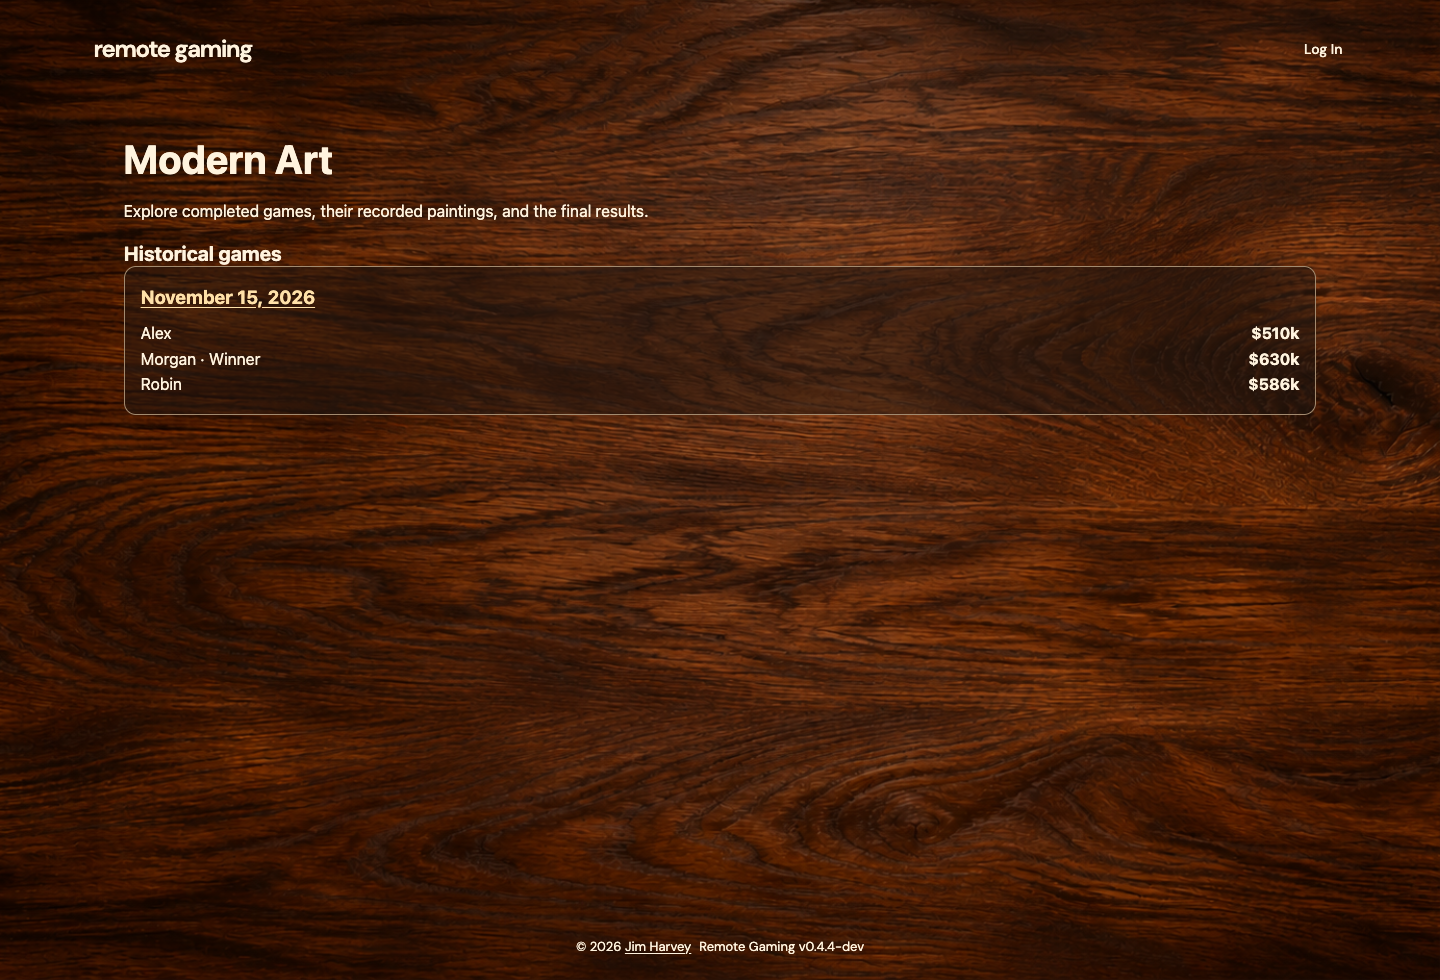 remote gaming
Log In
Modern Art
Explore completed games, their recorded paintings, and the final results.
Historical games
November 15, 2026
Alex $510k
Morgan · Winner $630k
Robin $586k
© 2026 Jim Harvey Remote Gaming v0.4.4-dev